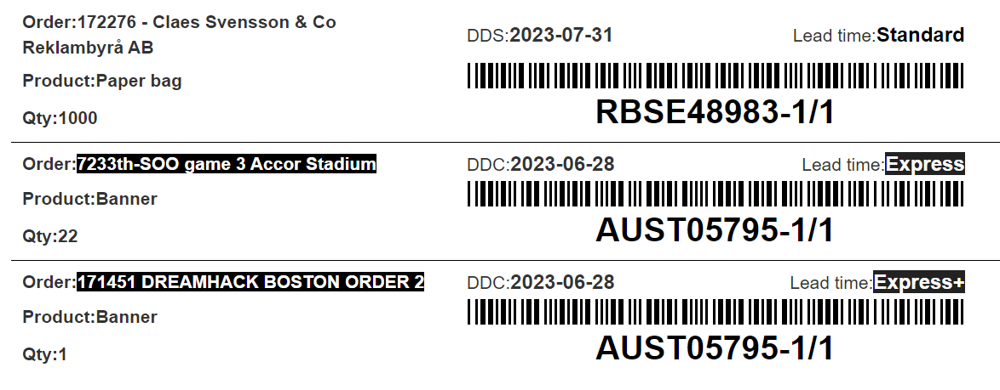 Order:172276 - Claes Svensson & Co
Reklambyrå AB
DDS:2023-07-31
Lead time:Standard
Product:Paper bag
Qty:1000
RBSE48983-1/1
Order:7233th-SOO game 3 Accor Stadium
DDC:2023-06-28
Lead time:Express
Product:Banner
Qty:22
AUST05795-1/1
Order:171451 DREAMHACK BOSTON ORDER 2
DDC:2023-06-28
Lead time:Express+
Product:Banner
Qty:1
AUST05795-1/1